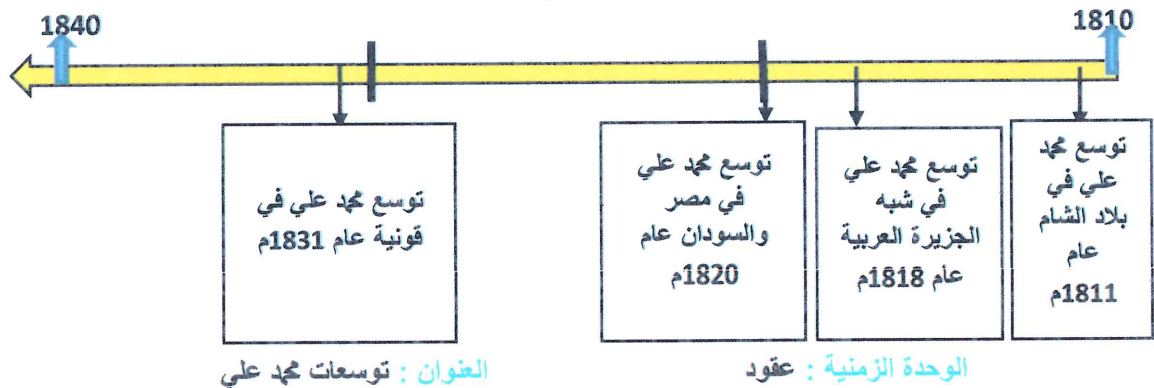 1810
1840
توسع محمد
علي في
بلاد الشام
عام
1811م
توسع محمد علي
في شبه
الجزيرة العربية
عام 1818م
توسع محمد علي
في مصر
والسودان عام
1820م
توسع محمد علي في
قونية عام 1831م
الوحدة الزمنية : عقود
العنوان : توسعات محمد علي